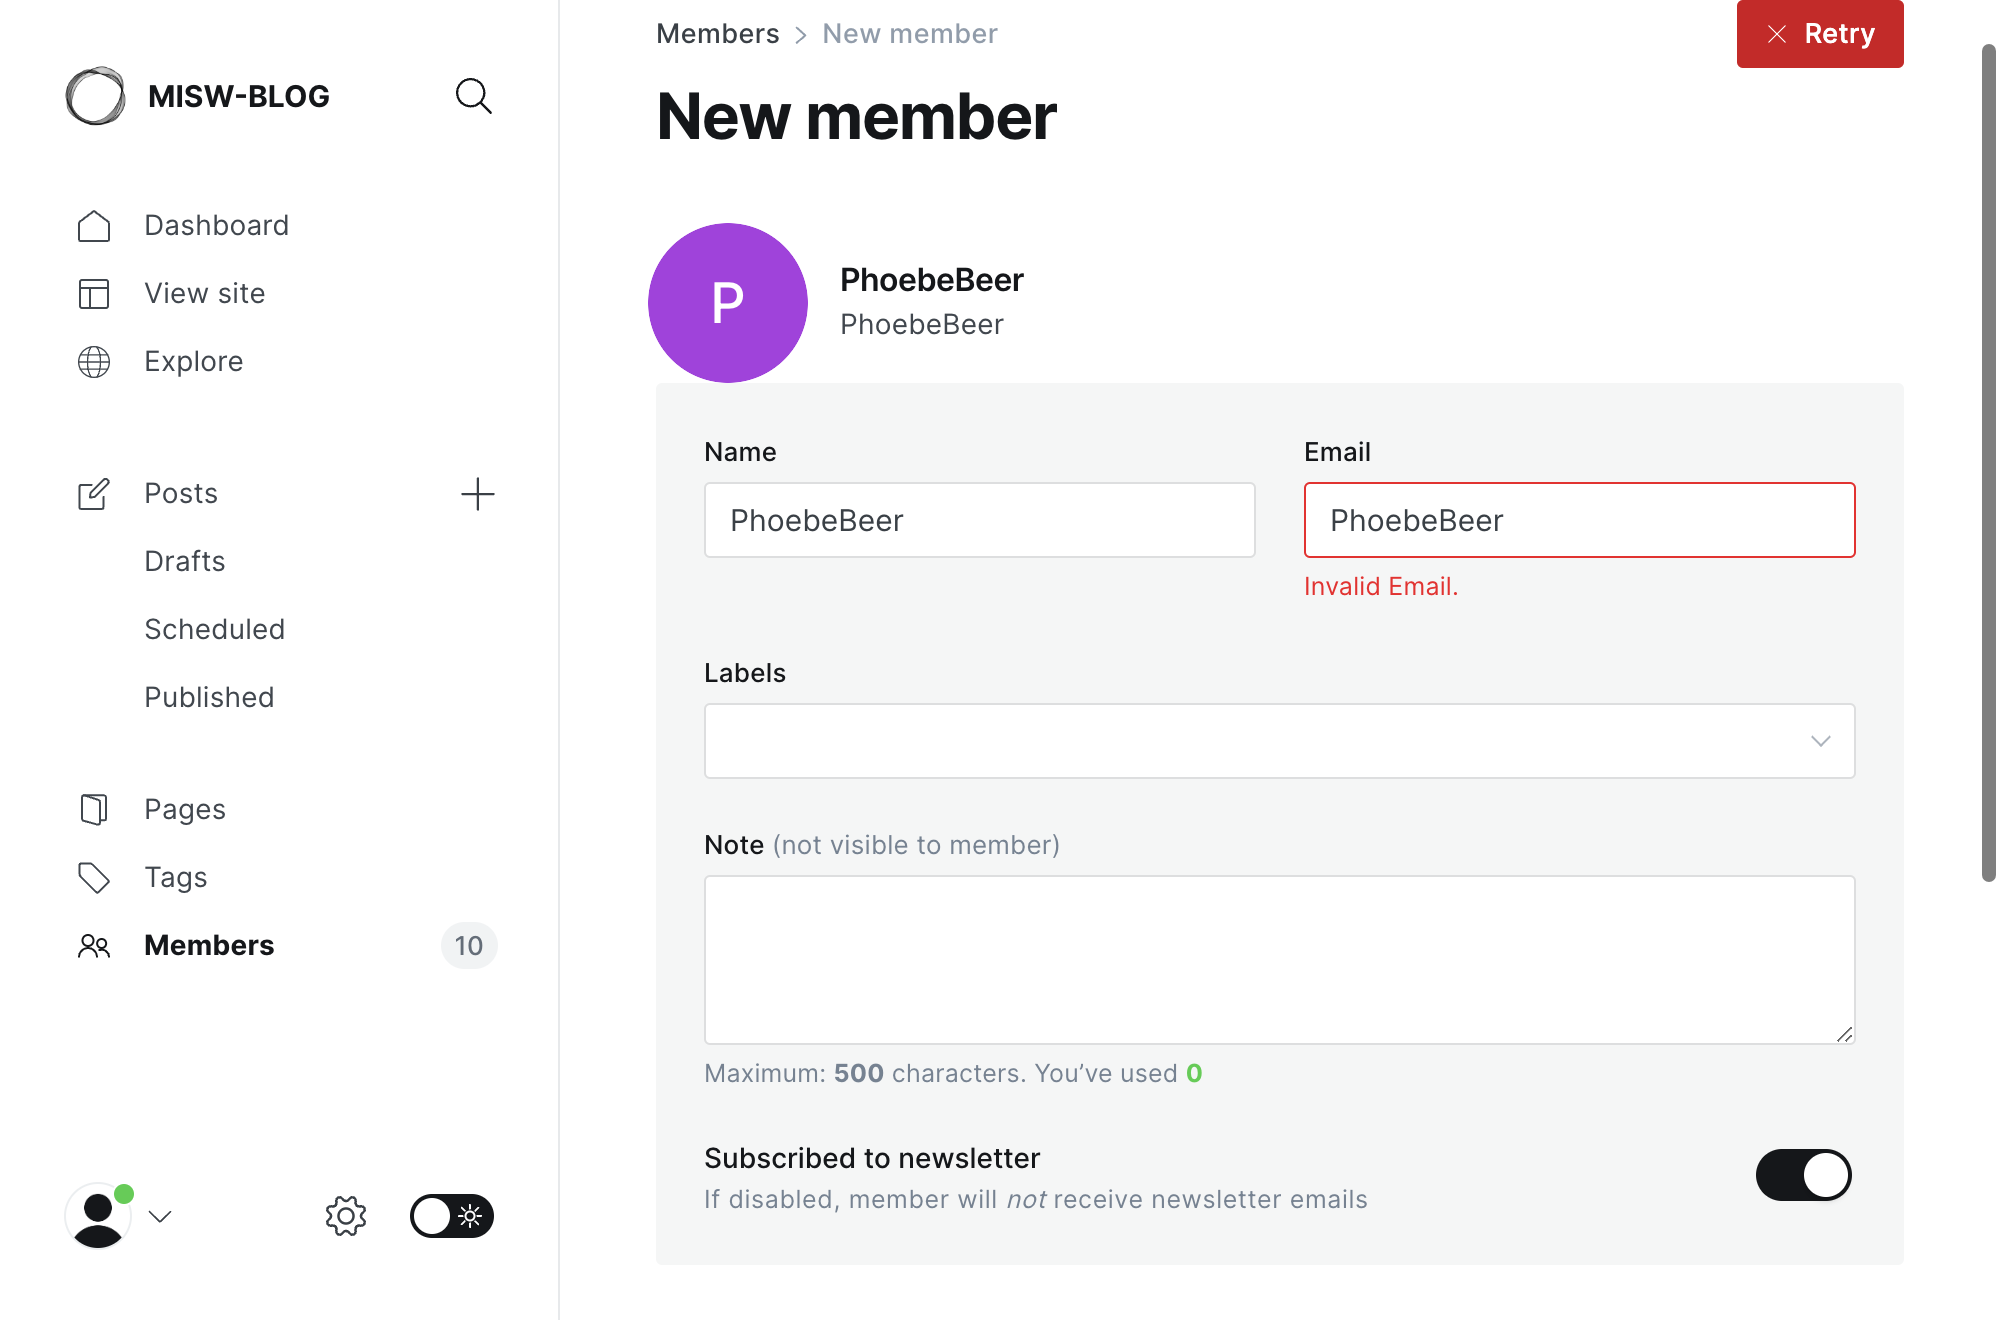 MISW-BLOG
Dashboard
View site
Explore
Posts
Drafts
Scheduled
Published
Pages
Tags
Members 10
Members > New member
Retry
New member
P
PhoebeBeer
PhoebeBeer
Name
PhoebeBeer
Email
PhoebeBeer
Invalid Email.
Labels
Note (not visible to member)
Maximum: 500 characters. You’ve used 0
Subscribed to newsletter
If disabled, member will not receive newsletter emails